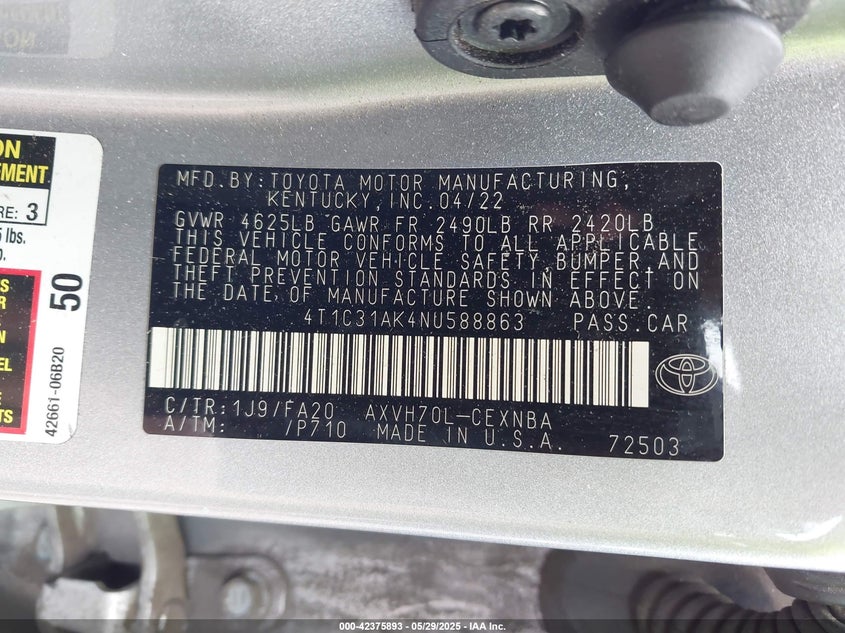 ON
EMENT
RE: 3
5 lbs.
50
42661-06B20
MFD.BY:TOYOTA MOTOR MANUFACTURING,
KENTUCKY, INC.04/22
GVWR 4625LB GAWR FR 2490LB RR 2420LB
THIS VEHICLE CONFORMS TO ALL APPLICABLE
FEDERAL MOTOR VEHICLE SAFETY,BUMPER,AND
THEFT PREVENTION STANDARDS IN EFFECT ON
THE DATE OF MANUFACTURE SHOWN ABOVE.
4T1C31AK4NU588863 PASS.CAR
C/TR:1J9/FA20 AXVH70L-CEXNBA
A/TM: /P710 MADE IN U.S.A. 72503
000-42375893 - 05/29/2025 - IAA Inc.